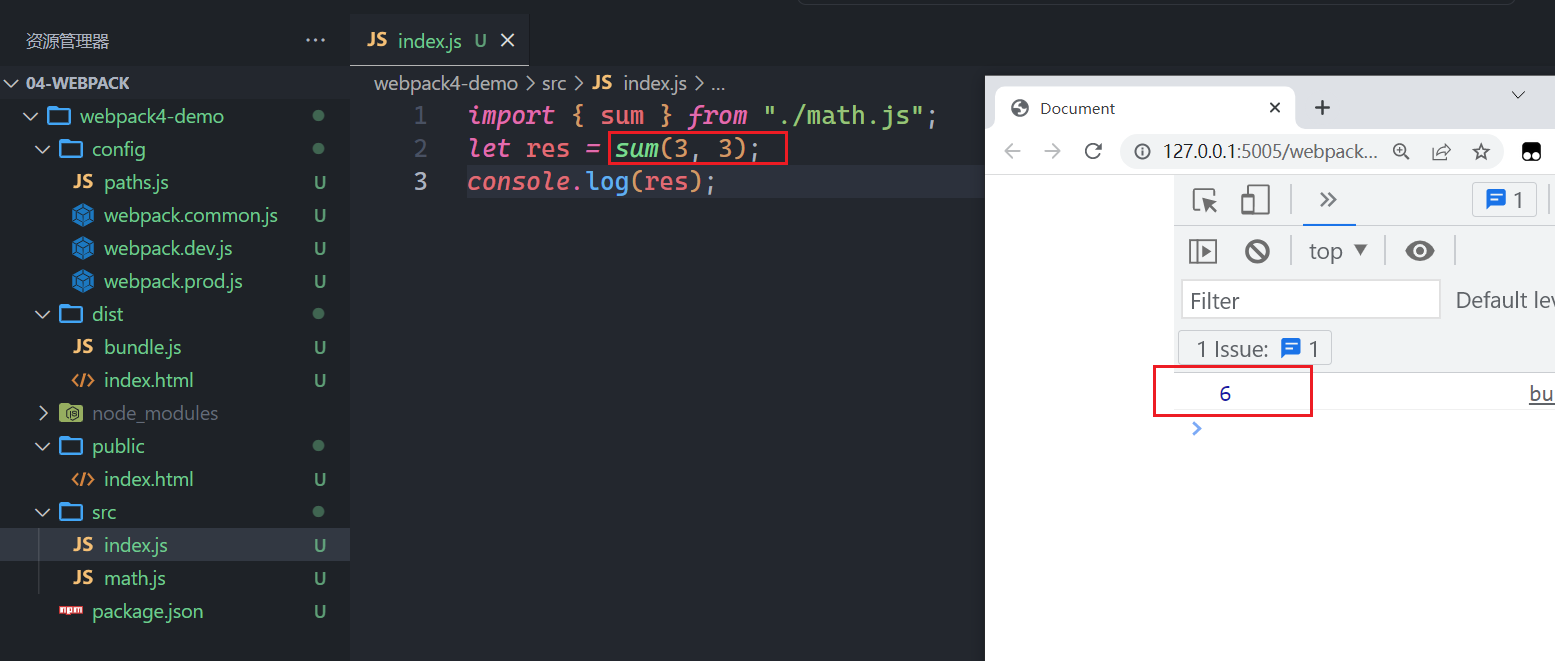 资源管理器 ···
04-WEBPACK
webpack4-demo
config
JS paths.js U
webpack.common.js U
webpack.dev.js U
webpack.prod.js U
dist
JS bundle.js U
</> index.html U
node_modules
public
</> index.html U
src
JS index.js U
JS math.js U
npm package.json U
JS index.js U
webpack4-demo > src > JS index.js > ...
1 import { sum } from "./math.js";
2 let res = sum(3, 3);
3 console.log(res);
Document
127.0.0.1:5005/webpack...
1
top
Filter
Default le
1 Issue: 1
6 bu